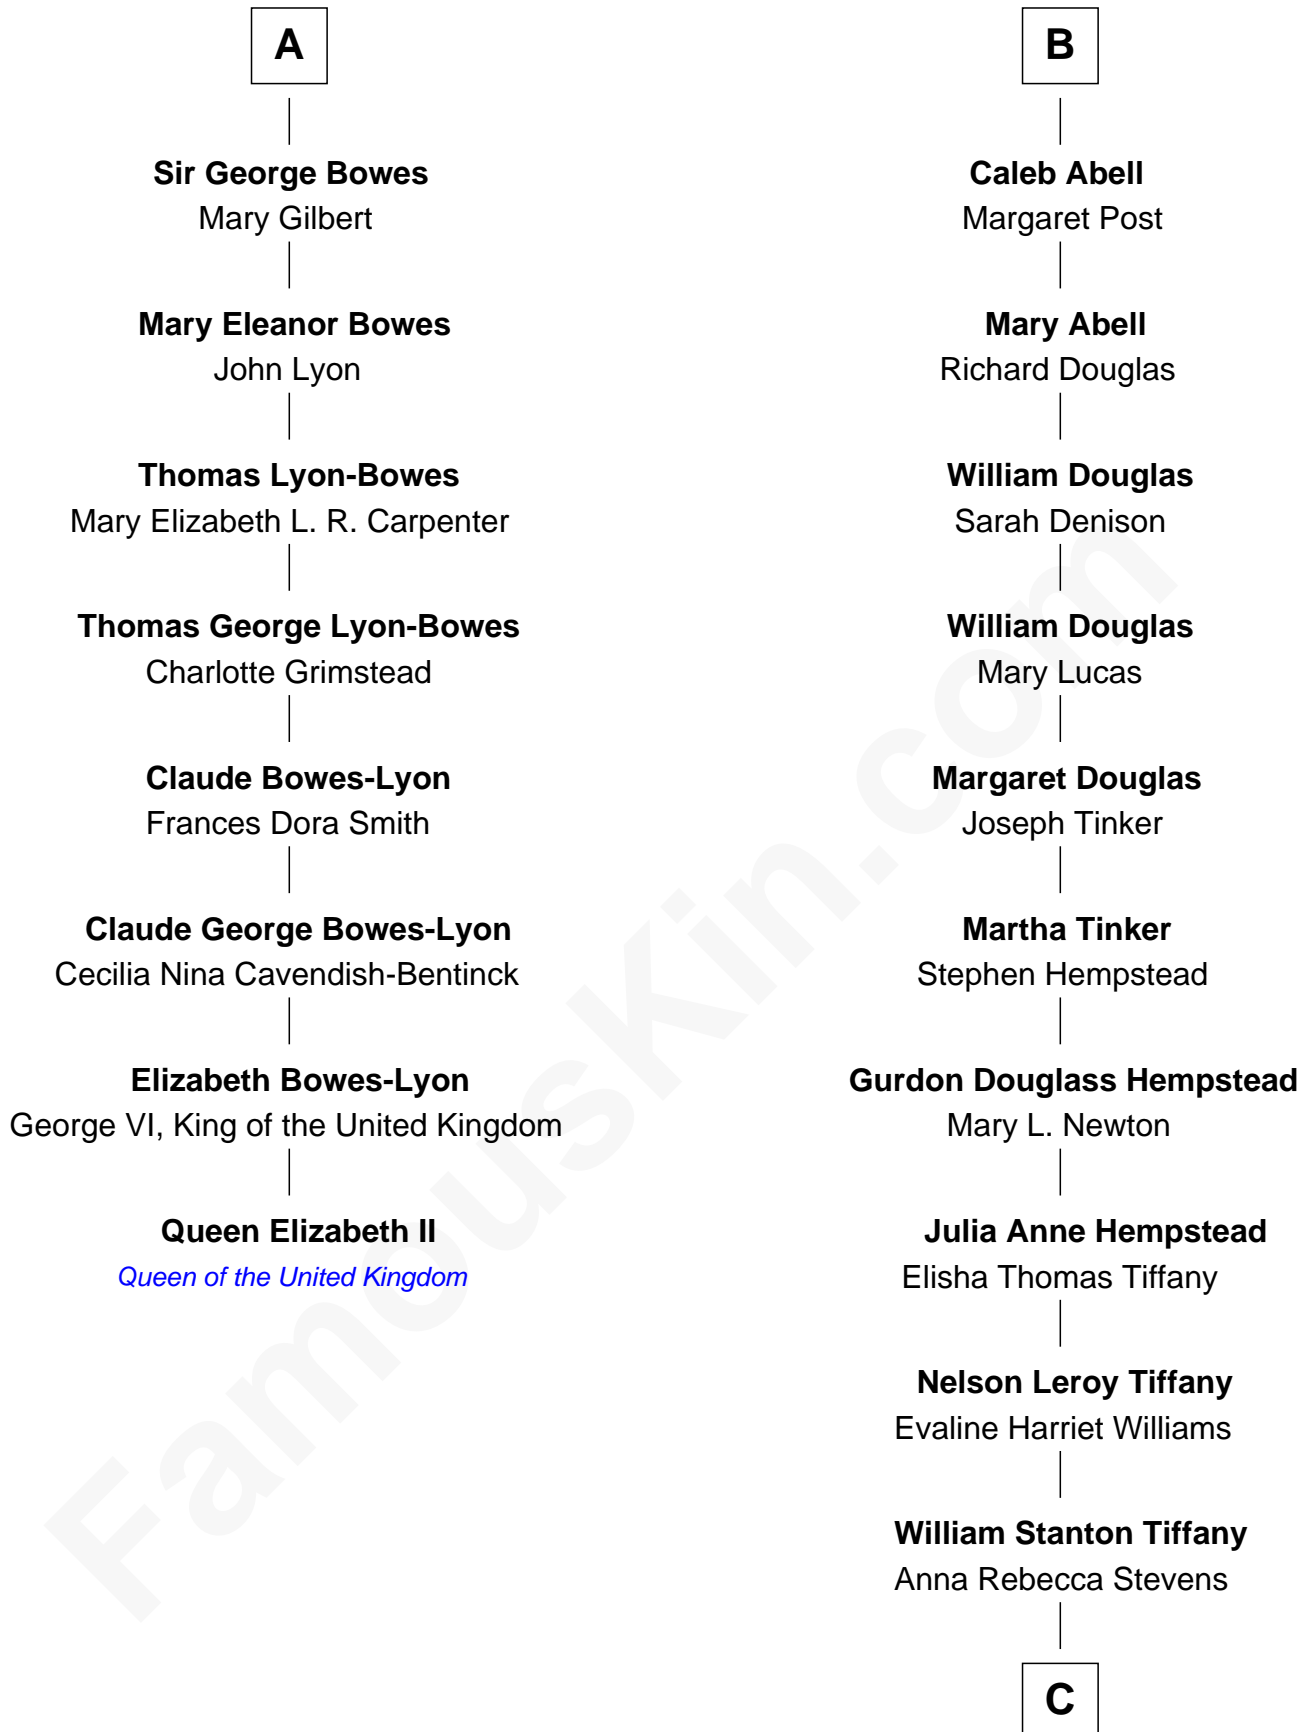 A
Sir George Bowes
Mary Gilbert
Mary Eleanor Bowes
John Lyon
Thomas Lyon-Bowes
Mary Elizabeth L. R. Carpenter
Thomas George Lyon-Bowes
Charlotte Grimstead
Claude Bowes-Lyon
Frances Dora Smith
Claude George Bowes-Lyon
Cecilia Nina Cavendish-Bentinck
Elizabeth Bowes-Lyon
George VI, King of the United Kingdom
Queen Elizabeth II
Queen of the United Kingdom
B
Caleb Abell
Margaret Post
Mary Abell
Richard Douglas
William Douglas
Sarah Denison
William Douglas
Mary Lucas
Margaret Douglas
Joseph Tinker
Martha Tinker
Stephen Hempstead
Gurdon Douglass Hempstead
Mary L. Newton
Julia Anne Hempstead
Elisha Thomas Tiffany
Nelson Leroy Tiffany
Evaline Harriet Williams
William Stanton Tiffany
Anna Rebecca Stevens
C
FamousKin.com